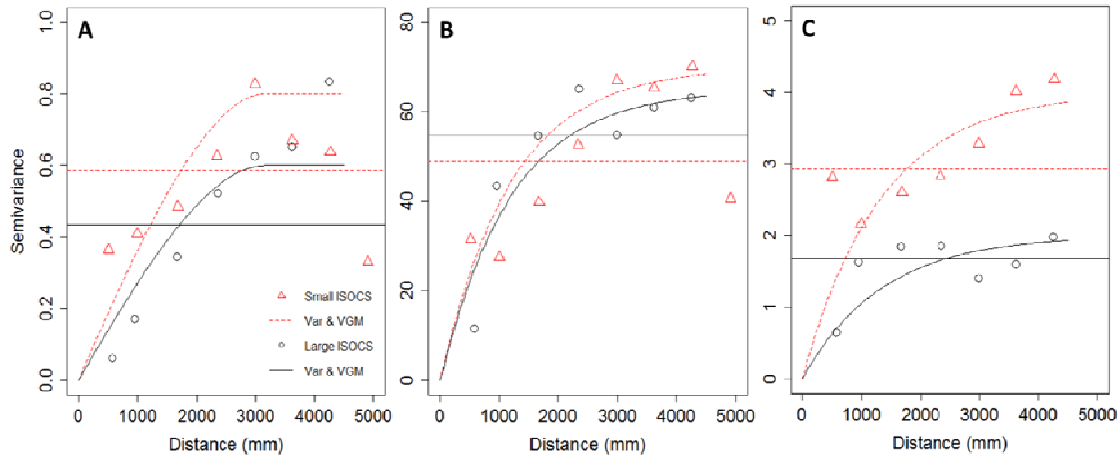 A
B
C
Semivariance
0.0 0.2 0.4 0.6 0.8 1.0
0 20 40 60 80
0 1 2 3 4 5
Small ISOCS
Var & VGM
Large ISOCS
Var & VGM
0 1000 2000 3000 4000 5000
0 1000 2000 3000 4000 5000
0 1000 2000 3000 4000 5000
Distance (mm)
Distance (mm)
Distance (mm)